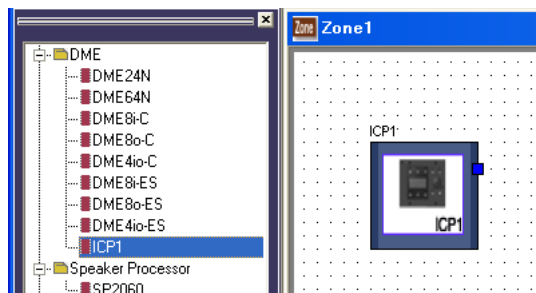 DME
DME24N
DME64N
DME8i-C
DME8o-C
DME4io-C
DME8i-ES
DME8o-ES
DME4io-ES
ICP1
Speaker Processor
SP2060
Zone Zone1
ICP1
ICP1